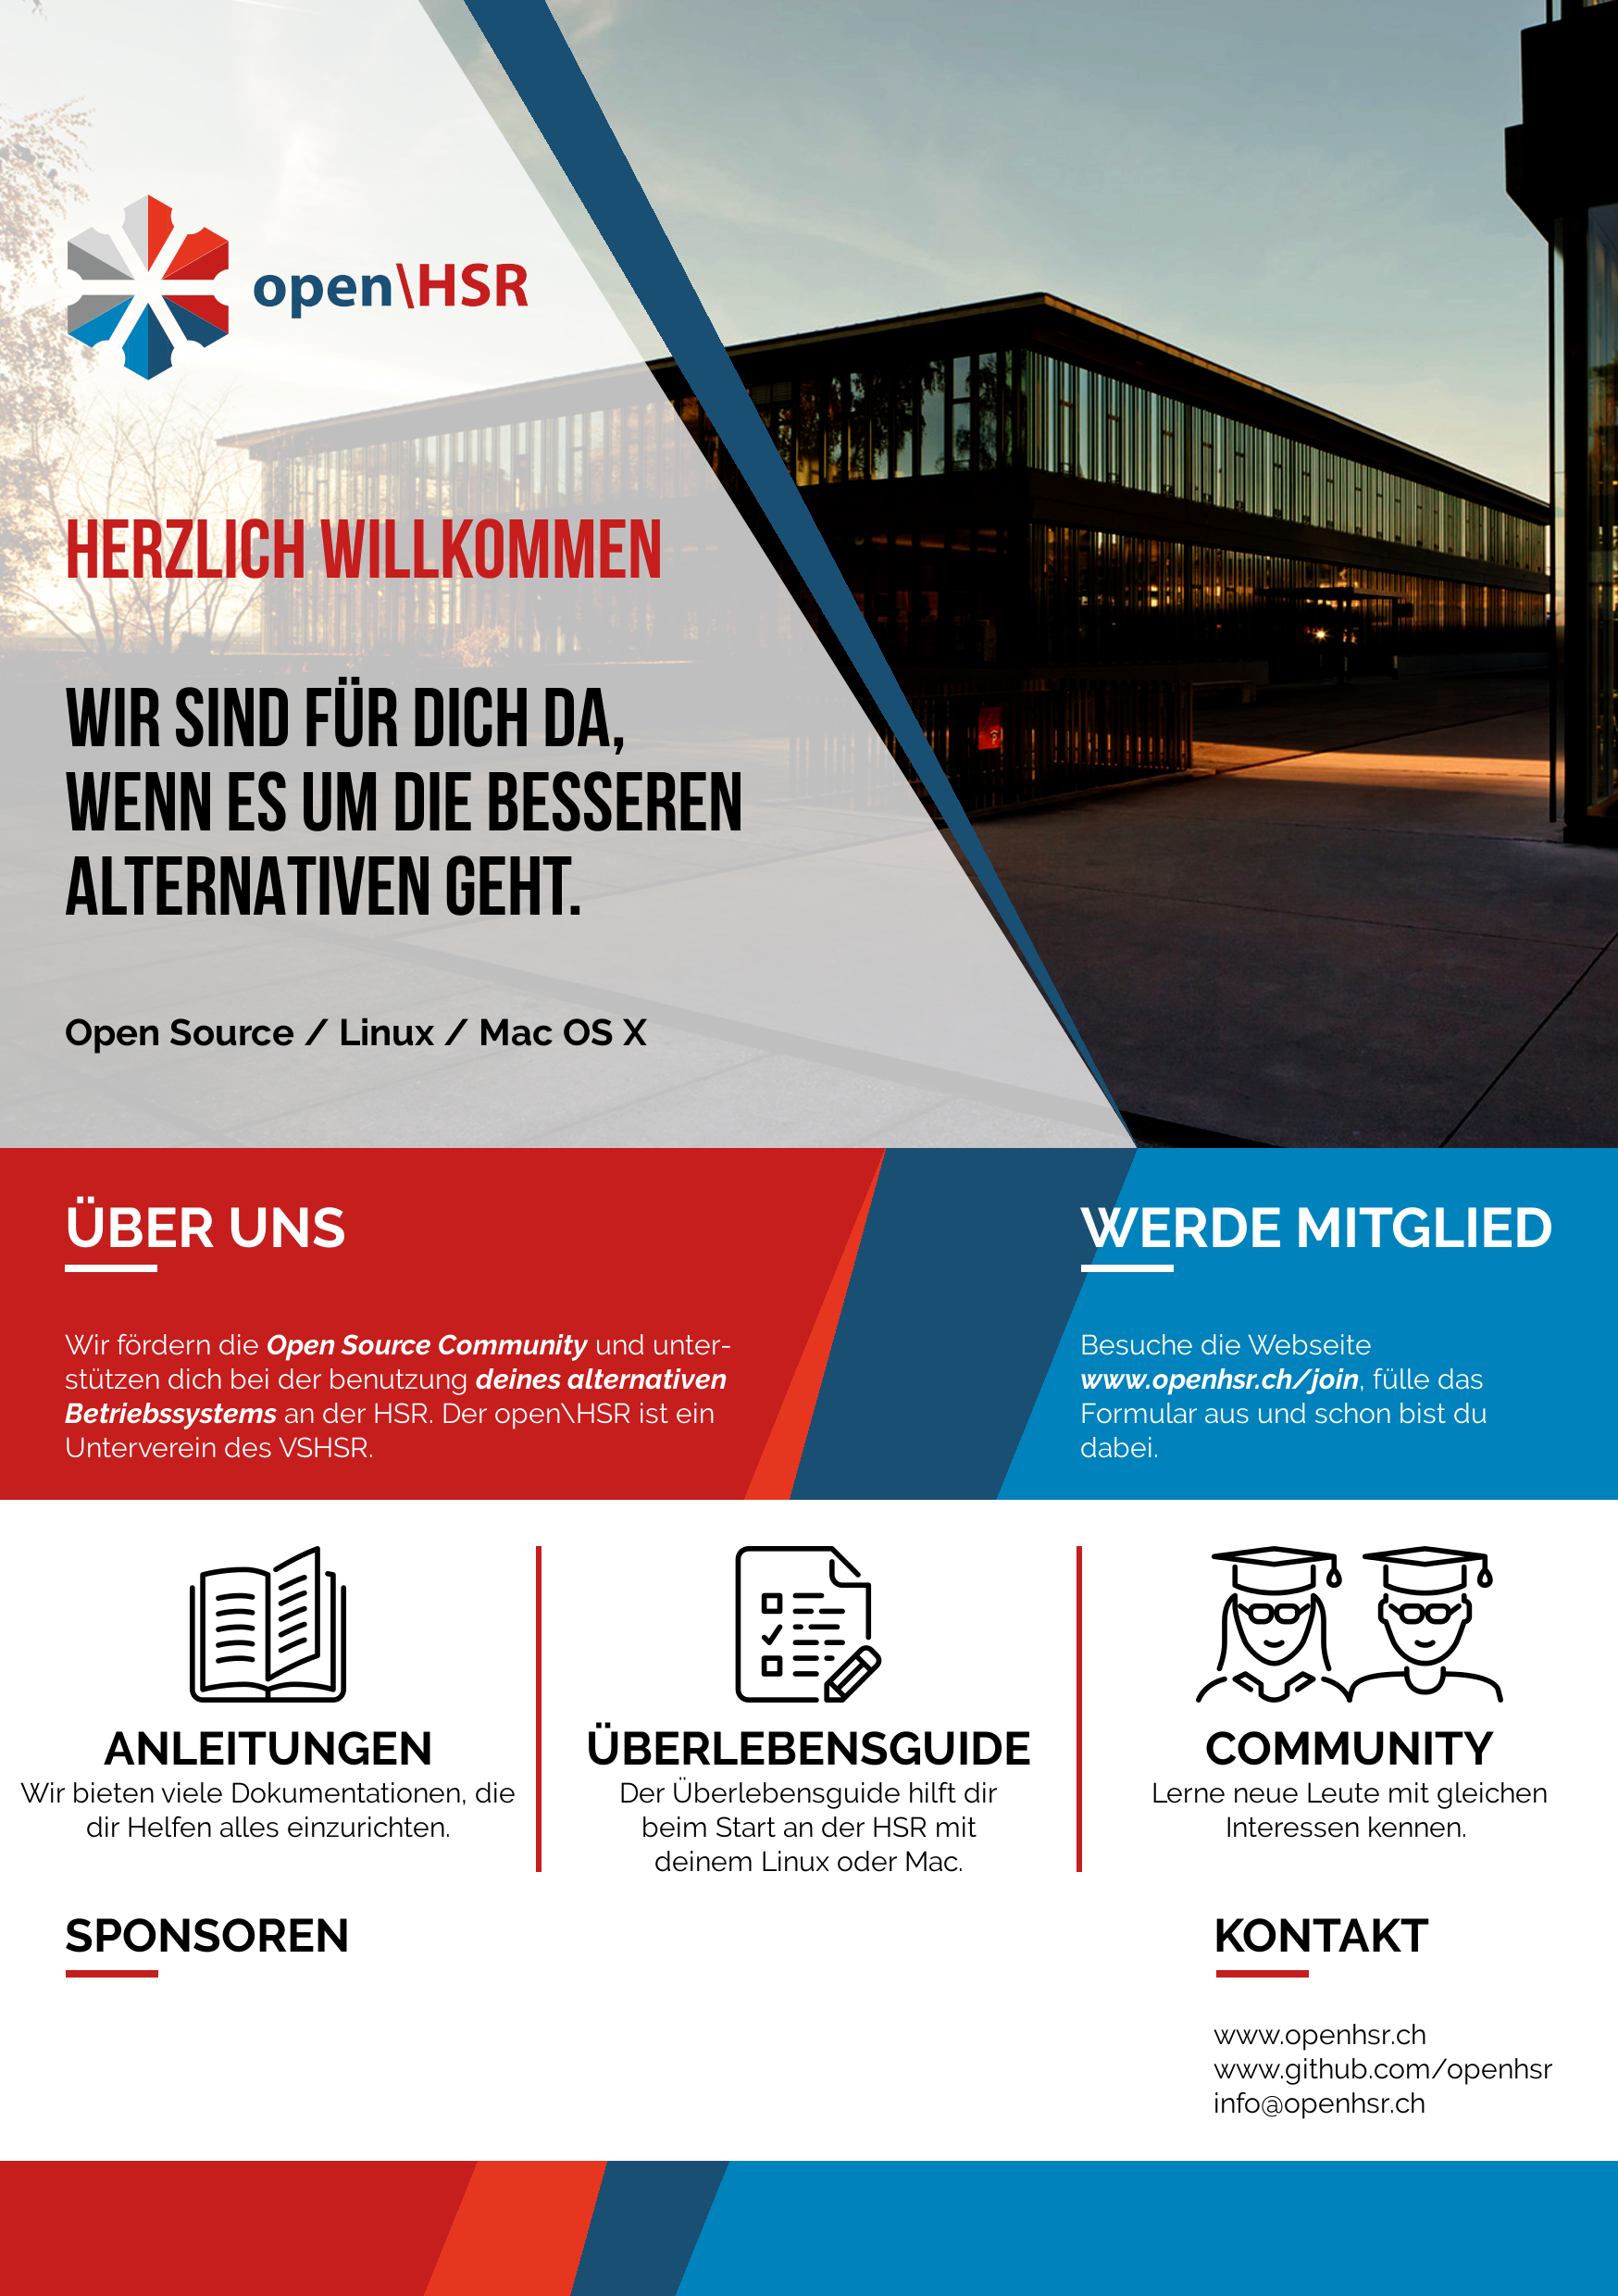 open\HSR
HERZLICH WILLKOMMEN
WIR SIND FÜR DICH DA,
WENN ES UM DIE BESSEREN
ALTERNATIVEN GEHT.
Open Source / Linux / Mac OS X
ÜBER UNS
Wir fördern die Open Source Community und unter-
stützen dich bei der benutzung deines alternativen
Betriebssystems an der HSR. Der open\HSR ist ein
Unterverein des VSHSR.
WERDE MITGLIED
Besuche die Webseite
www.openhsr.ch/join, fülle das
Formular aus und schon bist du
dabei.
ANLEITUNGEN
Wir bieten viele Dokumentationen, die
dir Helfen alles einzurichten.
ÜBERLEBENSGUIDE
Der Überlebensguide hilft dir
beim Start an der HSR mit
deinem Linux oder Mac.
COMMUNITY
Lerne neue Leute mit gleichen
Interessen kennen.
SPONSOREN
KONTAKT
www.openhsr.ch
www.github.com/openhsr
info@openhsr.ch